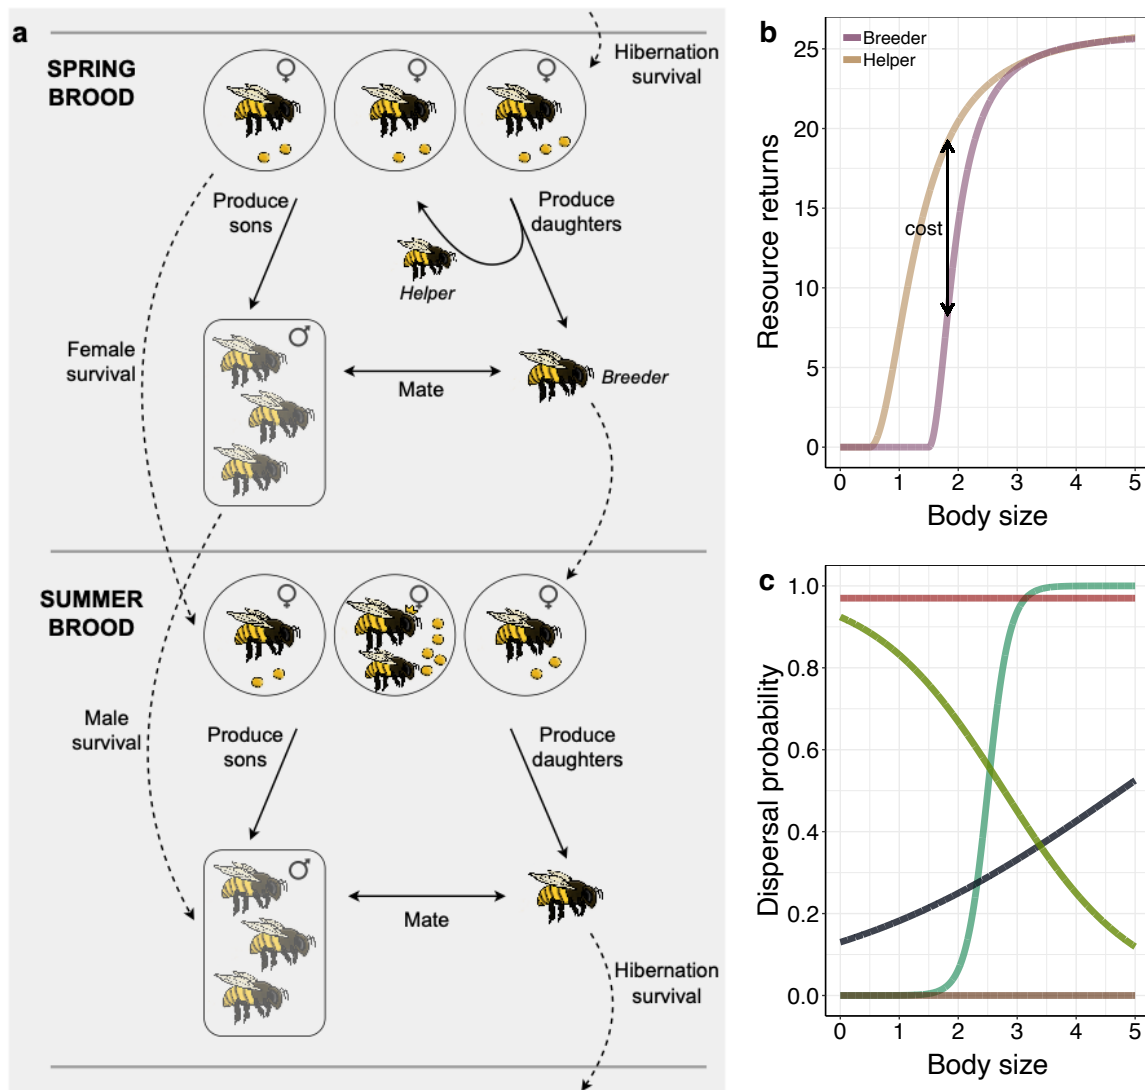 a
Hibernation
survival
SPRING
BROOD
♀
♀
♀
Produce
sons
Produce
daughters
Helper
Female
survival
♂
Mate
Breeder
SUMMER
BROOD
♀
♀
♀
Male
survival
Produce
sons
Produce
daughters
♂
Mate
Hibernation
survival
b
Breeder
Helper
cost
Resource returns
25
20
15
10
5
0
0 1 2 3 4 5
Body size
c
Dispersal probability
1.0
0.8
0.6
0.4
0.2
0.0
0 1 2 3 4 5
Body size